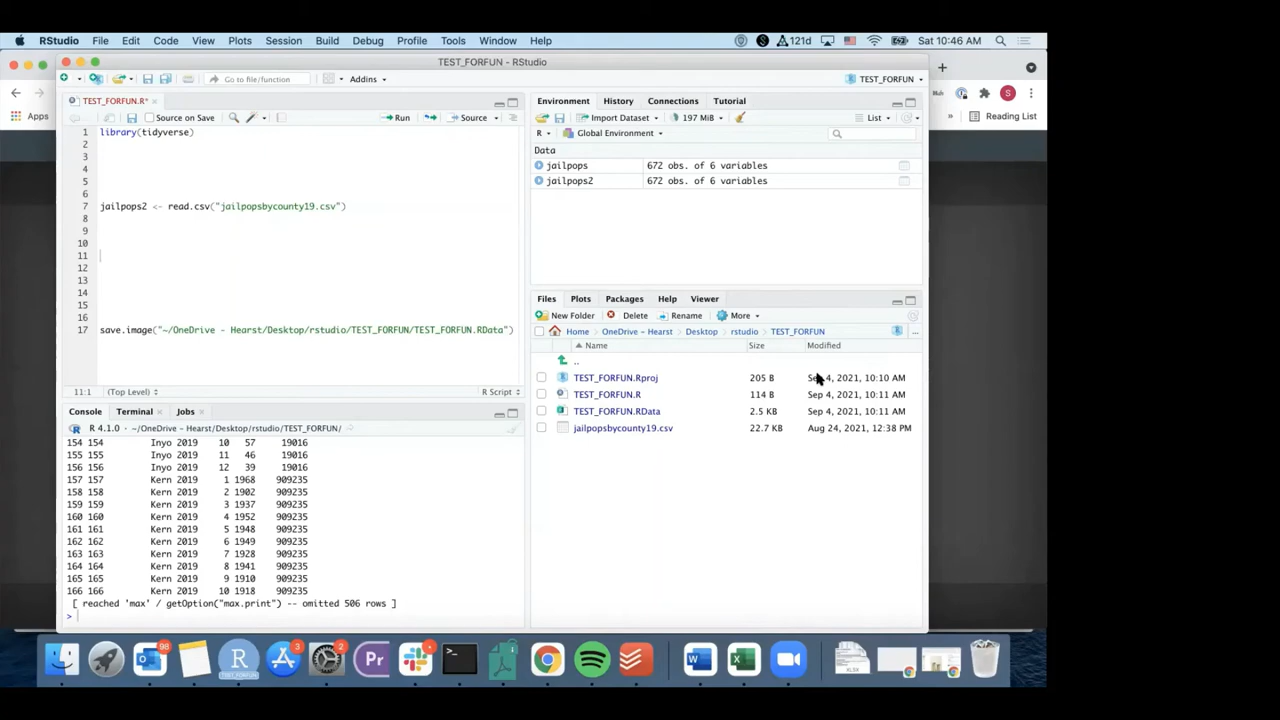 RStudio File Edit Code View Plots Session Build Debug Profile Tools Window Help 121d Sat 10:46 AM
TEST_FORFUN - RStudio
Go to file/function Addins TEST_FORFUN
S
Apps Reading List
TEST_FORFUN.R*
Source on Save Run Source
1 library(tidyverse)
2
3
4
5
6
7 jailpops2 <- read.csv("jailpopsbycounty19.csv")
8
9
10
11
12
13
14
15
16
17 save.image("~/OneDrive - Hearst/Desktop/rstudio/TEST_FORFUN/TEST_FORFUN.RData")
11:1 (Top Level) R Script
Environment History Connections Tutorial
Import Dataset 197 MiB List
R Global Environment
Data
jailpops 672 obs. of 6 variables
jailpops2 672 obs. of 6 variables
Files Plots Packages Help Viewer
New Folder Delete Rename More
Home OneDrive - Hearst Desktop rstudio TEST_FORFUN ...
Name Size Modified
..
TEST_FORFUN.Rproj 205 B Sep 4, 2021, 10:10 AM
TEST_FORFUN.R 114 B Sep 4, 2021, 10:11 AM
TEST_FORFUN.RData 2.5 KB Sep 4, 2021, 10:11 AM
jailpopsbycounty19.csv 22.7 KB Aug 24, 2021, 12:38 PM
Console Terminal Jobs
R 4.1.0 · ~/OneDrive - Hearst/Desktop/rstudio/TEST_FORFUN/
154 154 Inyo 2019 10 57 19016
155 155 Inyo 2019 11 46 19016
156 156 Inyo 2019 12 39 19016
157 157 Kern 2019 1 1968 909235
158 158 Kern 2019 2 1902 909235
159 159 Kern 2019 3 1937 909235
160 160 Kern 2019 4 1952 909235
161 161 Kern 2019 5 1948 909235
162 162 Kern 2019 6 1949 909235
163 163 Kern 2019 7 1928 909235
164 164 Kern 2019 8 1941 909235
165 165 Kern 2019 9 1910 909235
166 166 Kern 2019 10 1918 909235
[ reached 'max' / getOption("max.print") -- omitted 506 rows ]
>
98 R TEST_FORFUN 3 2 Pr >_ W X XLSX